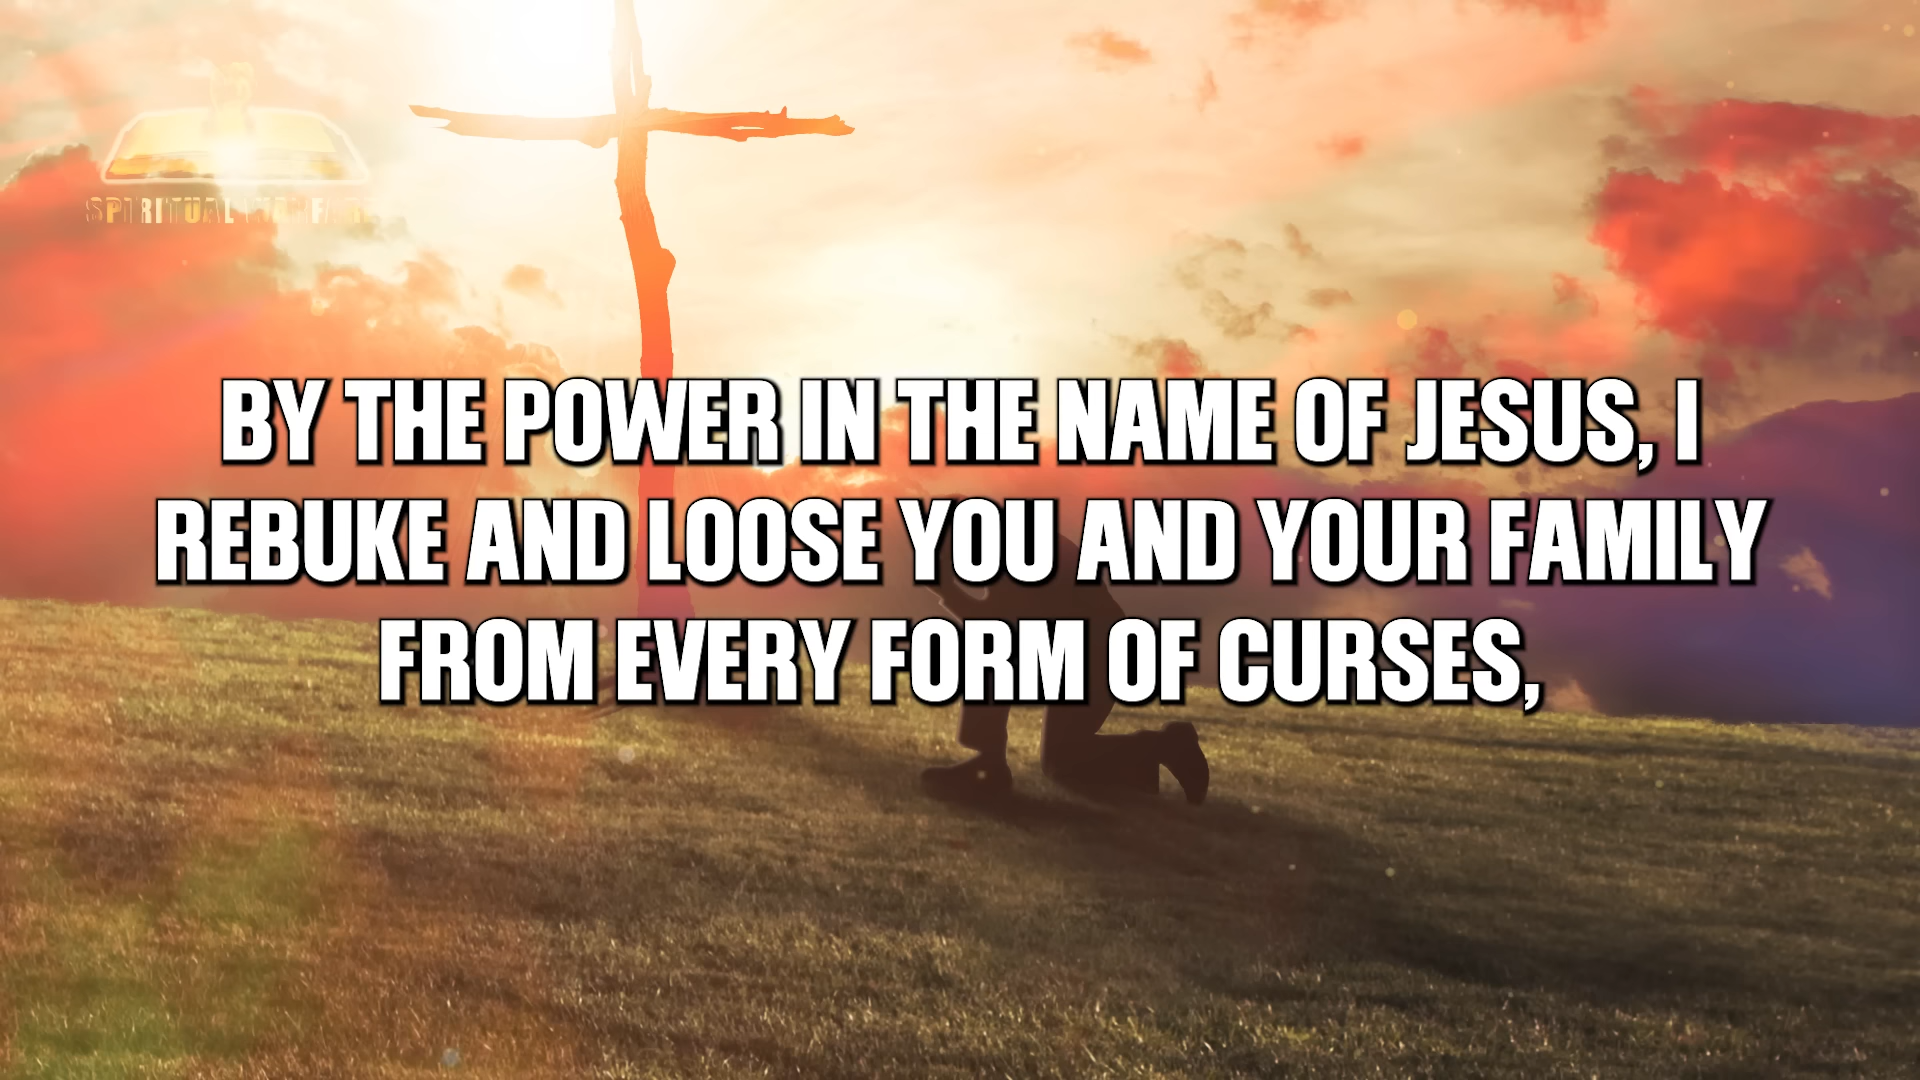 SPIRITUAL WARFARE
BY THE POWER IN THE NAME OF JESUS, I
REBUKE AND LOOSE YOU AND YOUR FAMILY
FROM EVERY FORM OF CURSES,